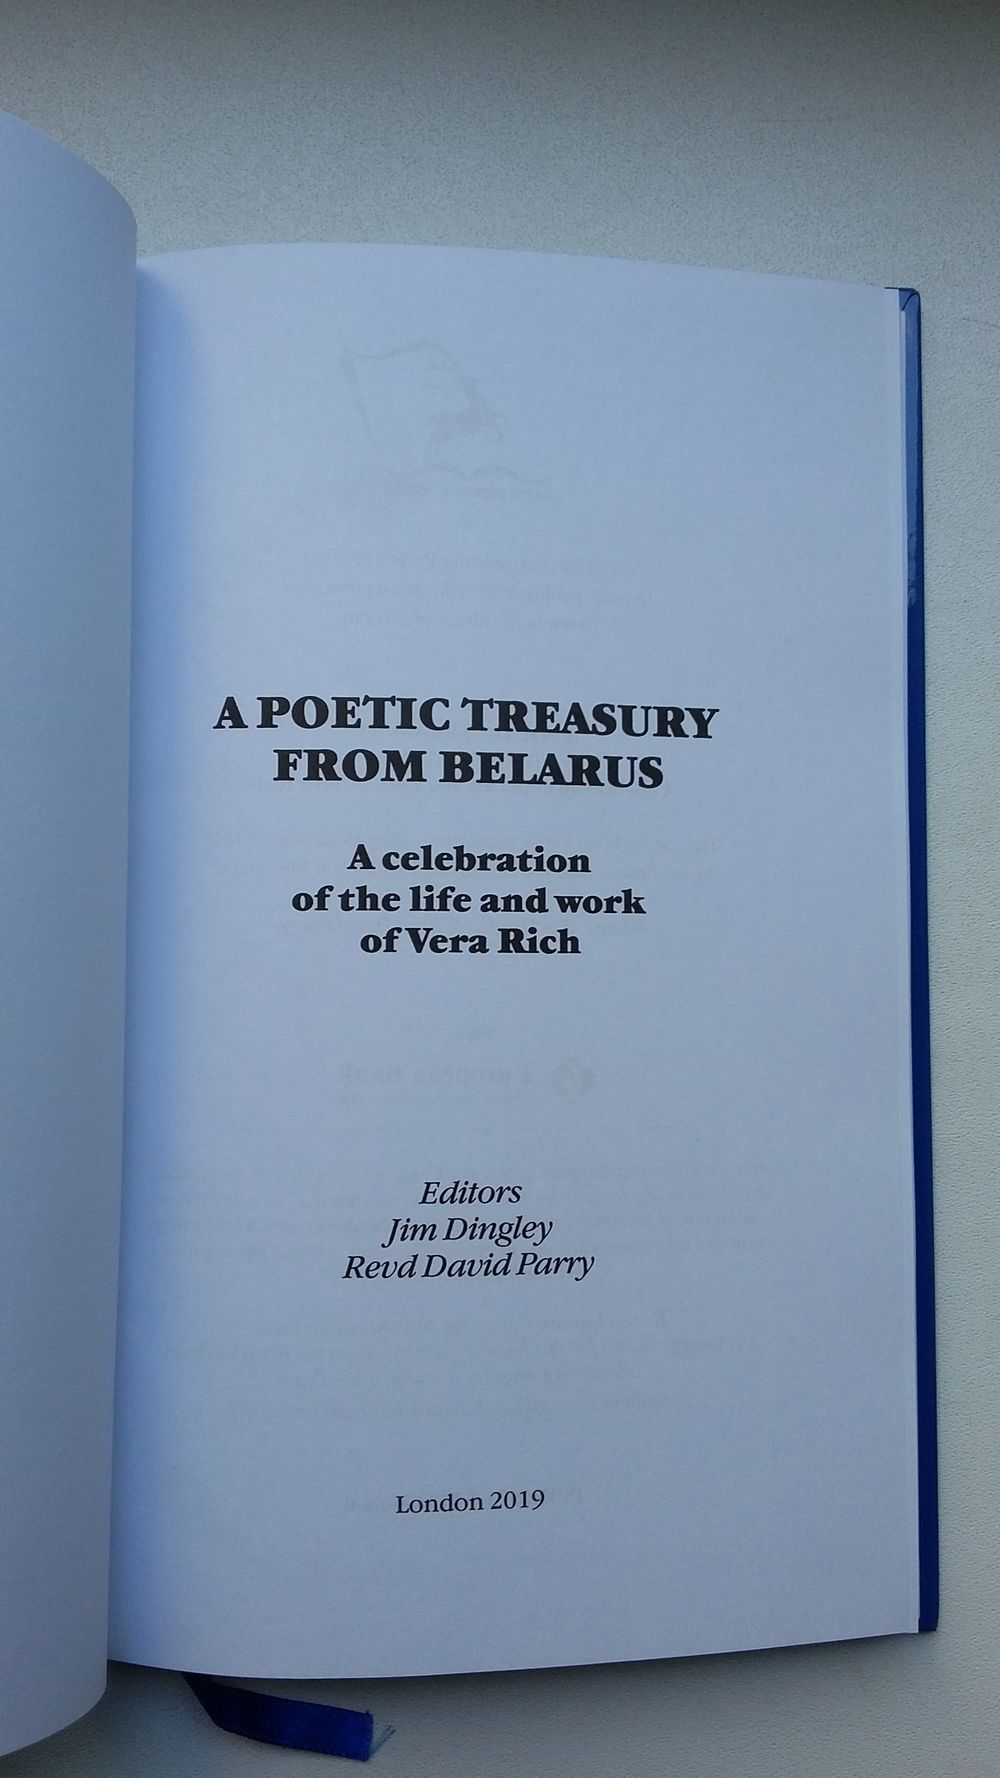 A POETIC TREASURY
FROM BELARUS
A celebration
of the life and work
of Vera Rich
Editors
Jim Dingley
Revd David Parry
London 2019